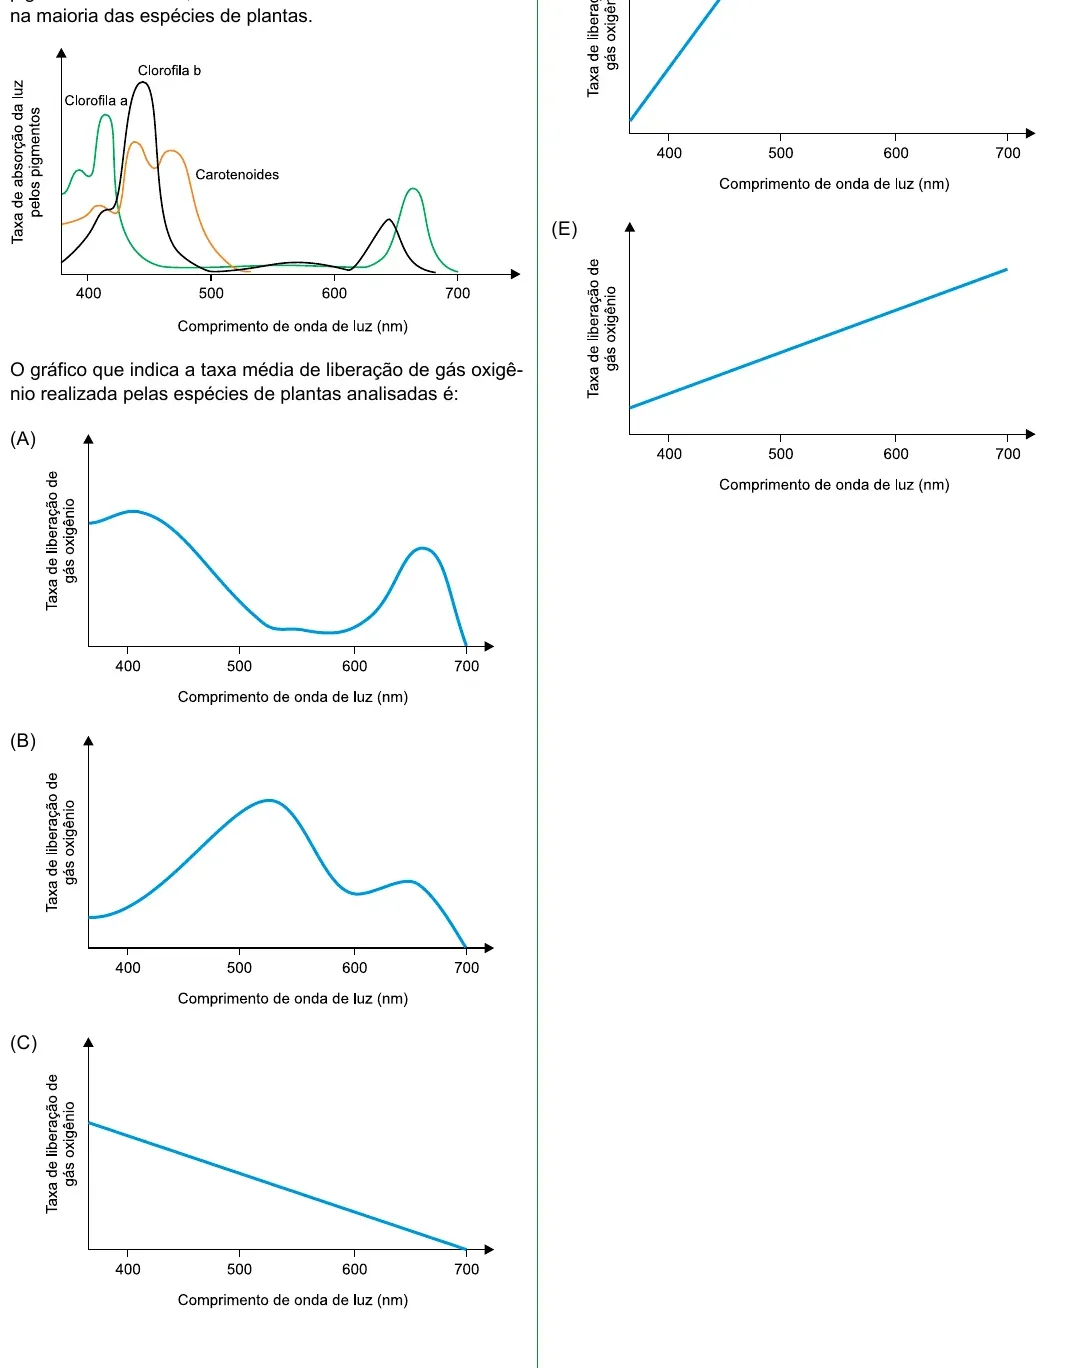 na maioria das espécies de plantas.
Taxa de absorção da luz
pelos pigmentos
Clorofila b
Clorofila a
Carotenoides
400 500 600 700
Comprimento de onda de luz (nm)
O gráfico que indica a taxa média de liberação de gás oxigê-
nio realizada pelas espécies de plantas analisadas é:
(A)
Taxa de liberação de
gás oxigênio
400 500 600 700
Comprimento de onda de luz (nm)
(B)
Taxa de liberação de
gás oxigênio
400 500 600 700
Comprimento de onda de luz (nm)
(C)
Taxa de liberação de
gás oxigênio
400 500 600 700
Comprimento de onda de luz (nm)
Taxa de
gás
400 500 600 700
Comprimento de onda de luz (nm)
(E)
Taxa de liberação de
gás oxigênio
400 500 600 700
Comprimento de onda de luz (nm)